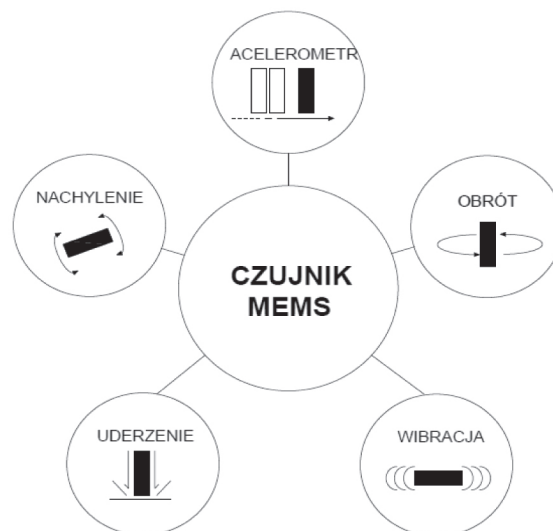 ACELEROMETR
NACHYLENIE
OBRÓT
CZUJNIK
MEMS
UDERZENIE
WIBRACJA